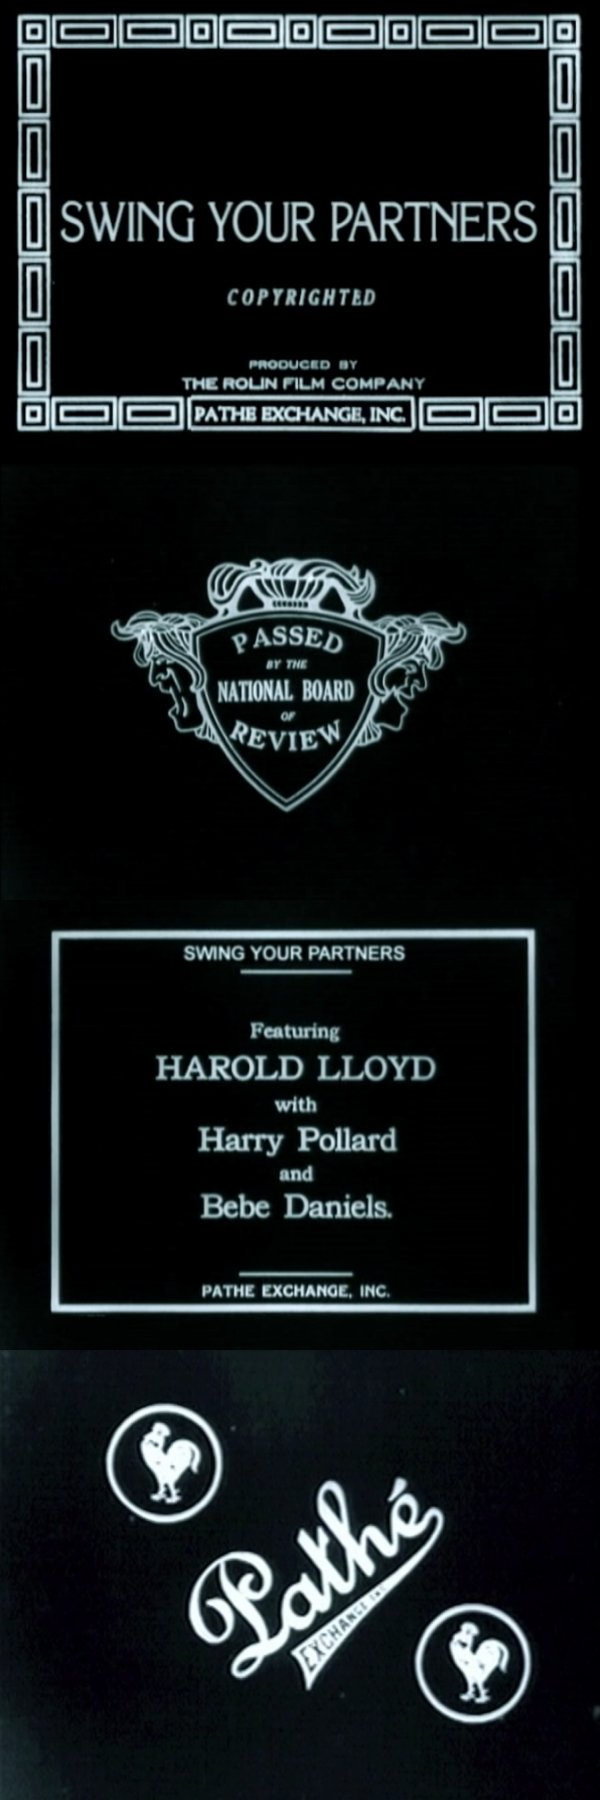 SWING YOUR PARTNERS
COPYRIGHTED
PRODUCED BY
THE ROLIN FILM COMPANY
PATHE EXCHANGE, INC.
PASSED
BY THE
NATIONAL BOARD
OF
REVIEW
SWING YOUR PARTNERS
Featuring
HAROLD LLOYD
with
Harry Pollard
and
Bebe Daniels.
PATHE EXCHANGE, INC.
Pathé
EXCHANGE INC.